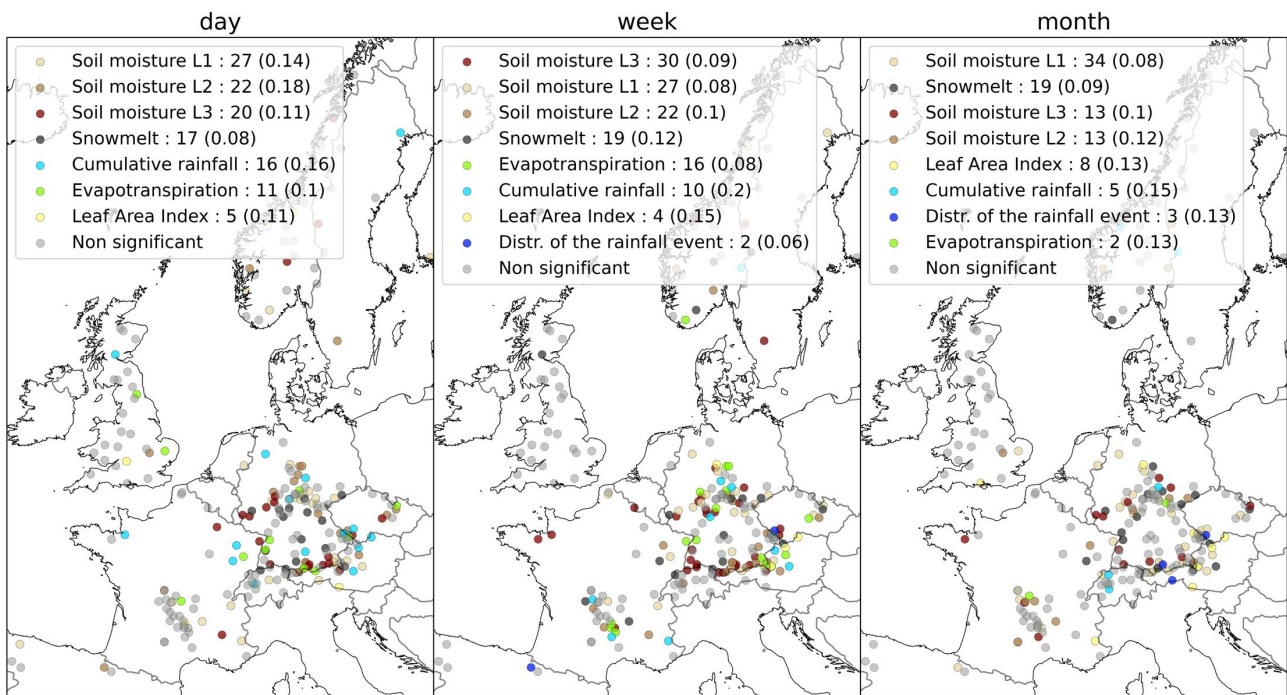 day
Soil moisture L1 : 27 (0.14)
Soil moisture L2 : 22 (0.18)
Soil moisture L3 : 20 (0.11)
Snowmelt : 17 (0.08)
Cumulative rainfall : 16 (0.16)
Evapotranspiration : 11 (0.1)
Leaf Area Index : 5 (0.11)
Non significant
week
Soil moisture L3 : 30 (0.09)
Soil moisture L1 : 27 (0.08)
Soil moisture L2 : 22 (0.1)
Snowmelt : 19 (0.12)
Evapotranspiration : 16 (0.08)
Cumulative rainfall : 10 (0.2)
Leaf Area Index : 4 (0.15)
Distr. of the rainfall event : 2 (0.06)
Non significant
month
Soil moisture L1 : 34 (0.08)
Snowmelt : 19 (0.09)
Soil moisture L3 : 13 (0.1)
Soil moisture L2 : 13 (0.12)
Leaf Area Index : 8 (0.13)
Cumulative rainfall : 5 (0.15)
Distr. of the rainfall event : 3 (0.13)
Evapotranspiration : 2 (0.13)
Non significant